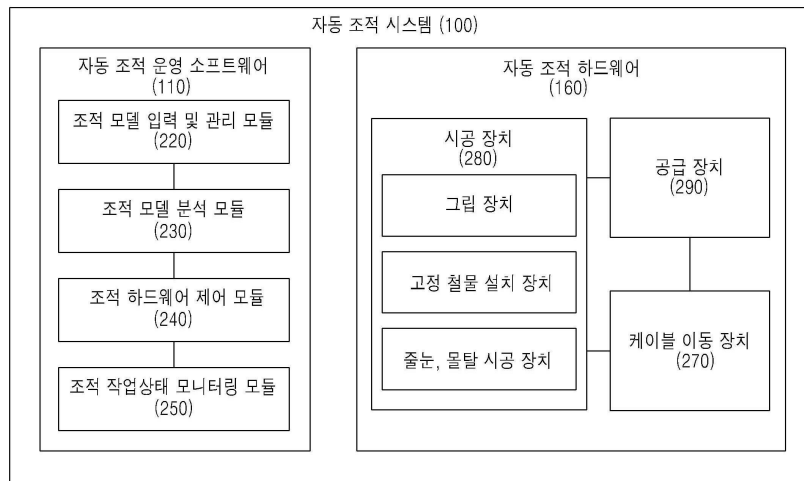 자동 조적 시스템 (100)
자동 조적 운영 소프트웨어
(110)
조적 모델 입력 및 관리 모듈
(220)
조적 모델 분석 모듈
(230)
조적 하드웨어 제어 모듈
(240)
조적 작업상태 모니터링 모듈
(250)
자동 조적 하드웨어
(160)
시공 장치
(280)
그립 장치
고정 철물 설치 장치
줄눈, 몰탈 시공 장치
공급 장치
(290)
케이블 이동 장치
(270)